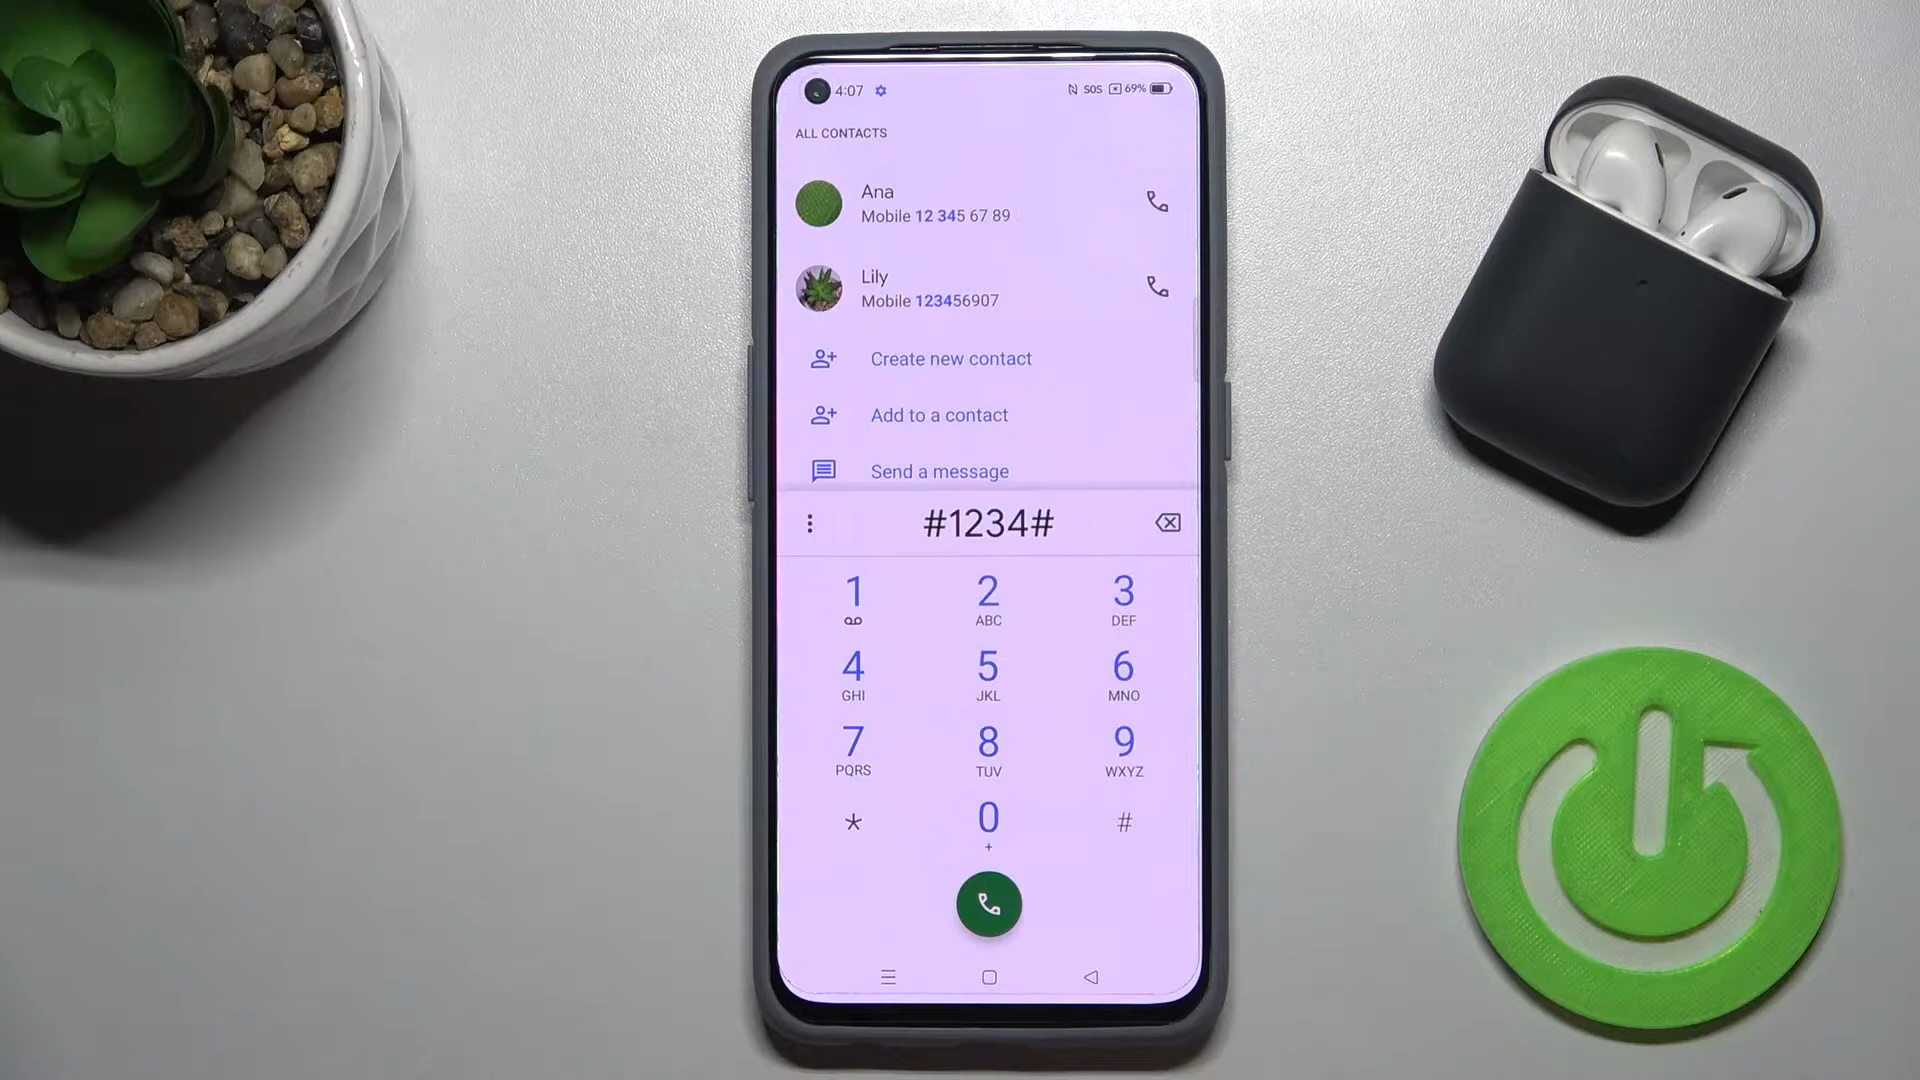 4:07 SOS 69%
ALL CONTACTS
Ana
Mobile 12 345 67 89
Lily
Mobile 123456907
Create new contact
Add to a contact
Send a message
#1234#
1 2 3
ABC DEF
4 5 6
GHI JKL MNO
7 8 9
PQRS TUV WXYZ
* 0 #
+